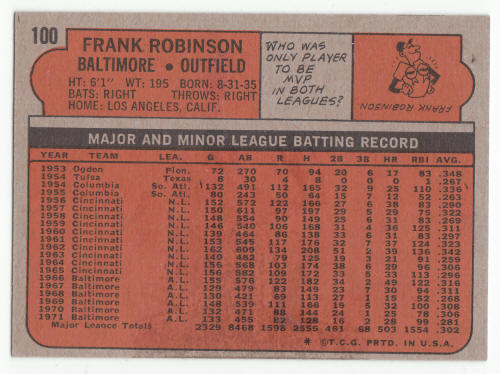 100
FRANK ROBINSON
BALTIMORE • OUTFIELD
HT: 6'1" WT: 195 BORN: 8-31-35
BATS: RIGHT THROWS: RIGHT
HOME: LOS ANGELES, CALIF.
WHO WAS
ONLY PLAYER
TO BE
MVP
IN BOTH
LEAGUES?
FRANK ROBINSON
MAJOR AND MINOR LEAGUE BATTING RECORD
YEAR TEAM LEA. G AB R H 2B 3B HR RBI AVG.
1953 Ogden Pion. 72 270 70 94 20 6 17 83 .348
1954 Tulsa Texas 8 30 4 8 0 0 0 1 .267
1954 Columbia So. Atl. 132 491 112 165 32 9 25 110 .336
1955 Columbia So. Atl. 80 243 50 64 15 7 12 52 .263
1956 Cincinnati N.L. 152 572 122 166 27 6 38 83 .290
1957 Cincinnati N.L. 150 611 97 197 29 5 29 75 .322
1958 Cincinnati N.L. 148 554 90 149 25 6 31 83 .269
1959 Cincinnati N.L. 146 540 106 168 31 4 36 125 .311
1960 Cincinnati N.L. 139 464 86 138 33 6 31 83 .297
1961 Cincinnati N.L. 153 545 117 176 32 7 37 124 .323
1962 Cincinnati N.L. 162 609 134 208 51 2 39 136 .342
1963 Cincinnati N.L. 140 482 79 125 19 3 21 91 .259
1964 Cincinnati N.L. 156 568 103 174 38 6 29 96 .306
1965 Cincinnati N.L. 156 582 109 172 33 5 33 113 .296
1966 Baltimore A.L. 155 576 122 182 34 2 49 122 .316
1967 Baltimore A.L. 129 479 83 149 23 7 30 94 .311
1968 Baltimore A.L. 130 421 69 113 27 1 15 52 .268
1969 Baltimore A.L. 148 539 111 166 19 5 32 100 .308
1970 Baltimore A.L. 132 471 88 144 24 1 25 78 .306
1971 Baltimore A.L. 133 455 82 128 16 2 28 99 .281
Major League Totals 2329 8468 1598 2555 461 68 503 1554 .302
* © T.C.G. PRTD. IN U.S.A.